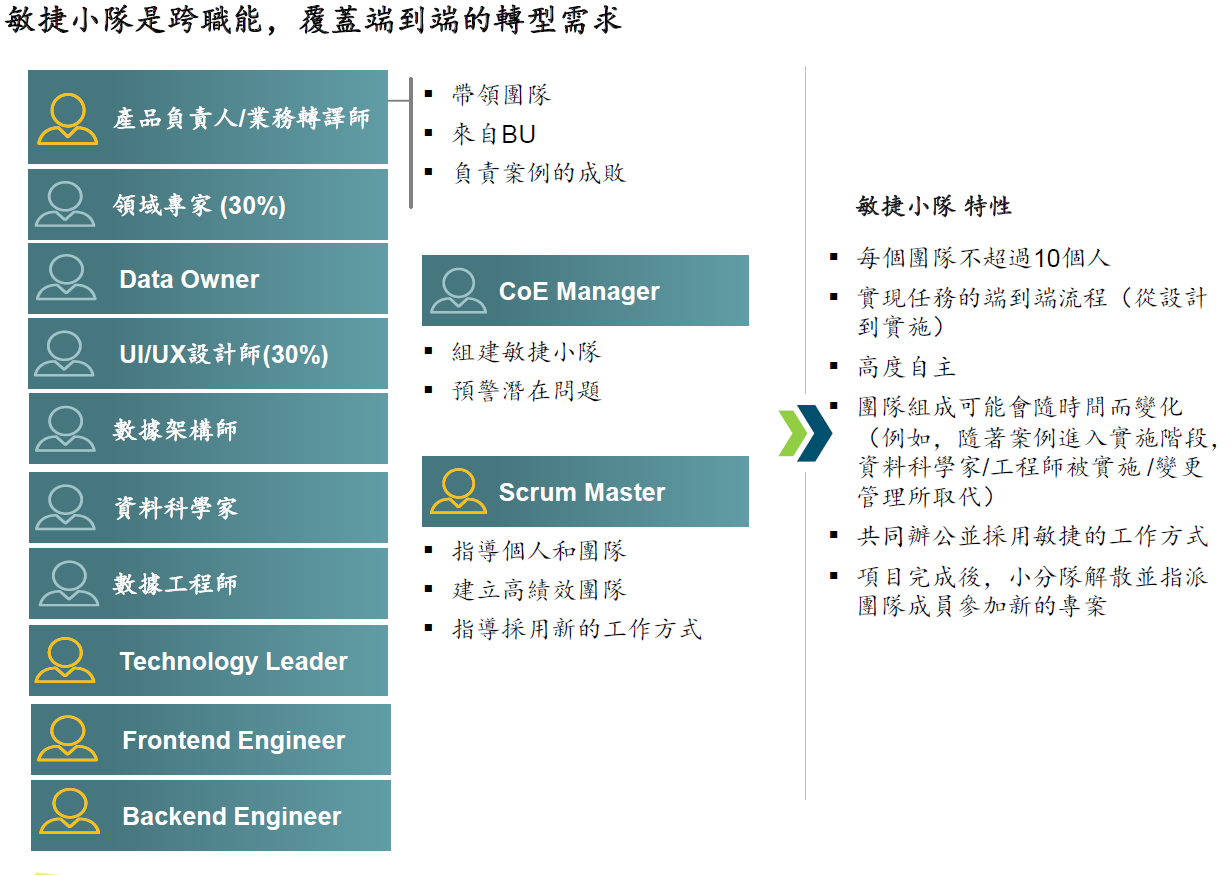 敏捷小隊是跨職能，覆蓋端到端的轉型需求
產品負責人/業務轉譯師
領域專家 (30%)
Data Owner
UI/UX設計師(30%)
數據架構師
資料科學家
數據工程師
Technology Leader
Frontend Engineer
Backend Engineer
▪ 帶領團隊
▪ 來自BU
▪ 負責案例的成敗
CoE Manager
▪ 組建敏捷小隊
▪ 預警潛在問題
Scrum Master
▪ 指導個人和團隊
▪ 建立高績效團隊
▪ 指導採用新的工作方式
敏捷小隊 特性
▪ 每個團隊不超過10個人
▪ 實現任務的端到端流程（從設計
到實施）
▪ 高度自主
▪ 團隊組成可能會隨時間而變化
（例如，隨著案例進入實施階段，
資料科學家/工程師被實施 /變更
管理所取代）
▪ 共同辦公並採用敏捷的工作方式
▪ 項目完成後，小分隊解散並指派
團隊成員參加新的專案